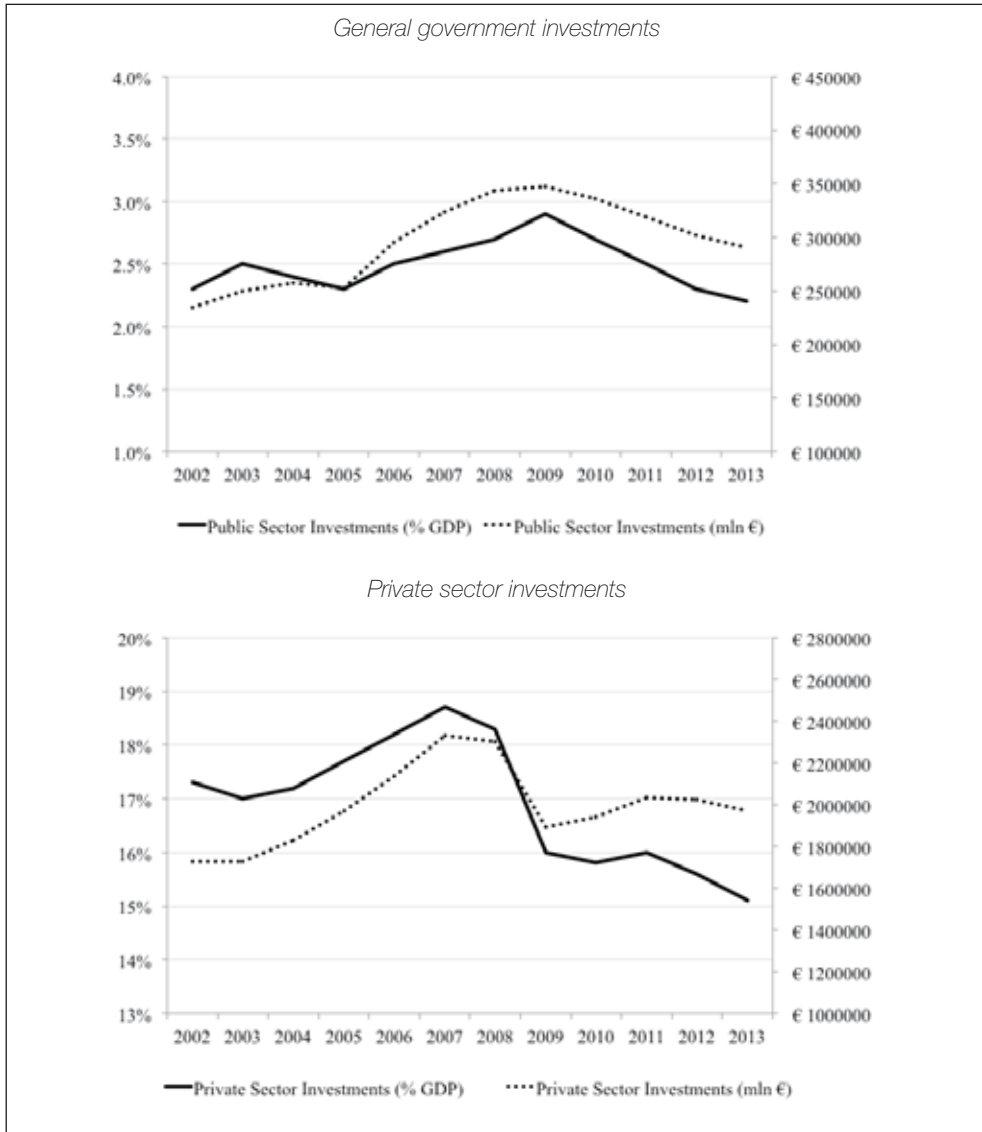 General government investments
4.0% € 450000
3.5% € 400000
3.0% € 350000
2.5% € 300000
2.0% € 250000
1.5% € 200000
1.0% € 150000
€ 100000
2002 2003 2004 2005 2006 2007 2008 2009 2010 2011 2012 2013
Public Sector Investments (% GDP) Public Sector Investments (mln €)
Private sector investments
20% € 2800000
19% € 2600000
18% € 2400000
17% € 2200000
16% € 2000000
15% € 1800000
14% € 1600000
13% € 1400000
€ 1200000
€ 1000000
2002 2003 2004 2005 2006 2007 2008 2009 2010 2011 2012 2013
Private Sector Investments (% GDP) Private Sector Investments (mln €)